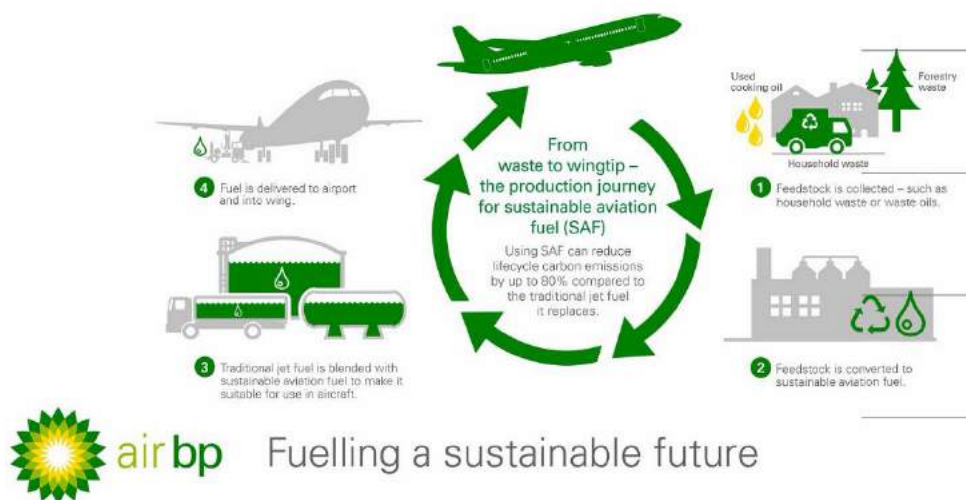 From
waste to wingtip –
the production journey
for sustainable aviation
fuel (SAF)
Using SAF can reduce
lifecycle carbon emissions
by up to 80% compared to
the traditional jet fuel
it replaces.
Used
cooking oil
Forestry
waste
Household waste
1 Feedstock is collected – such as
household waste or waste oils.
2 Feedstock is converted to
sustainable aviation fuel.
3 Traditional jet fuel is blended with
sustainable aviation fuel to make it
suitable for use in aircraft.
4 Fuel is delivered to airport
and into wing.
air bp Fuelling a sustainable future